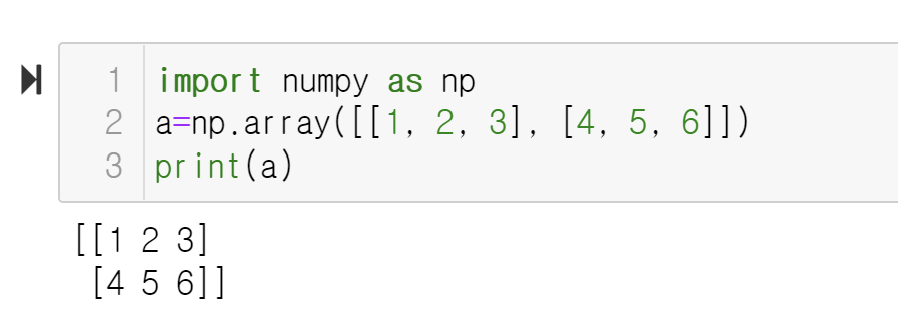 1 import numpy as np
2 a=np.array([[1, 2, 3], [4, 5, 6]])
3 print(a)
[[1 2 3]
 [4 5 6]]